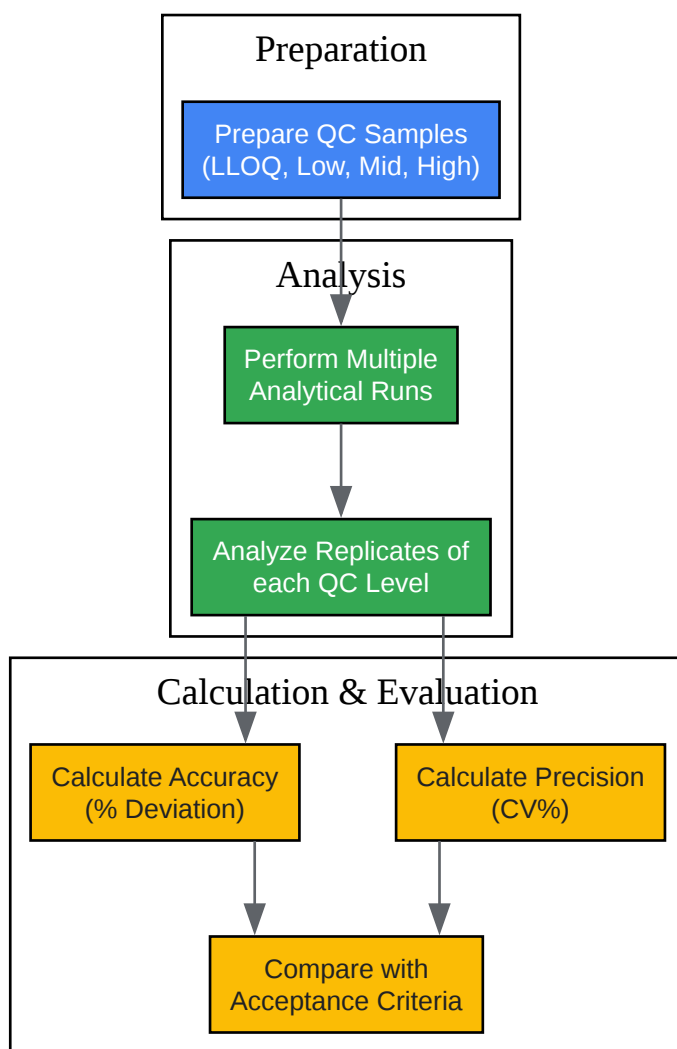 Preparation
Prepare QC Samples
(LLOQ, Low, Mid, High)
Analysis
Perform Multiple
Analytical Runs
Analyze Replicates of
each QC Level
Calculation & Evaluation
Calculate Accuracy
(% Deviation)
Calculate Precision
(CV%)
Compare with
Acceptance Criteria